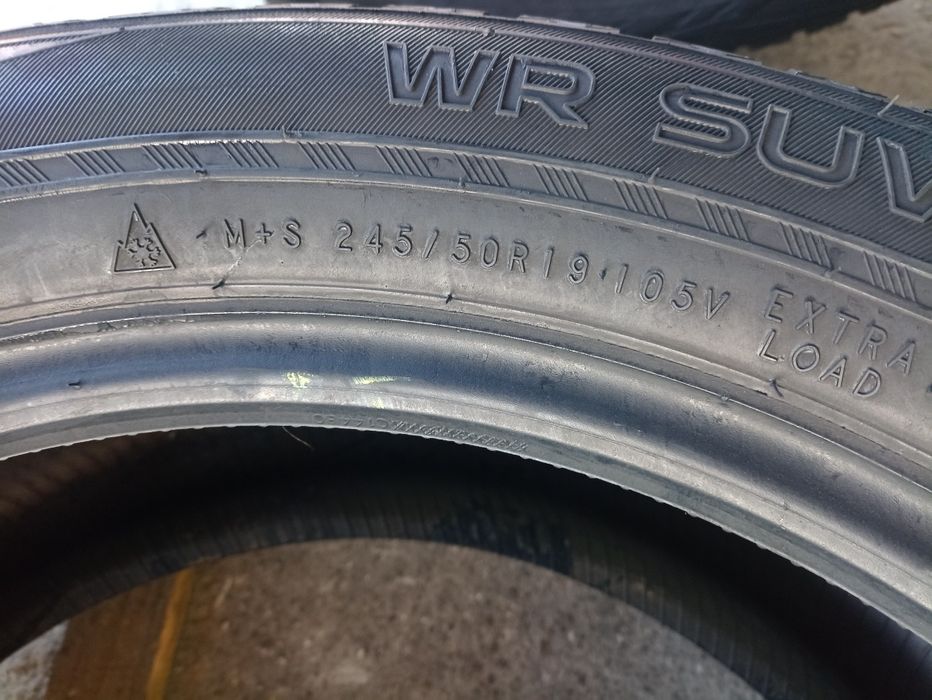 WR SUV
M+S 245/50R19 105V EXTRA
LOAD